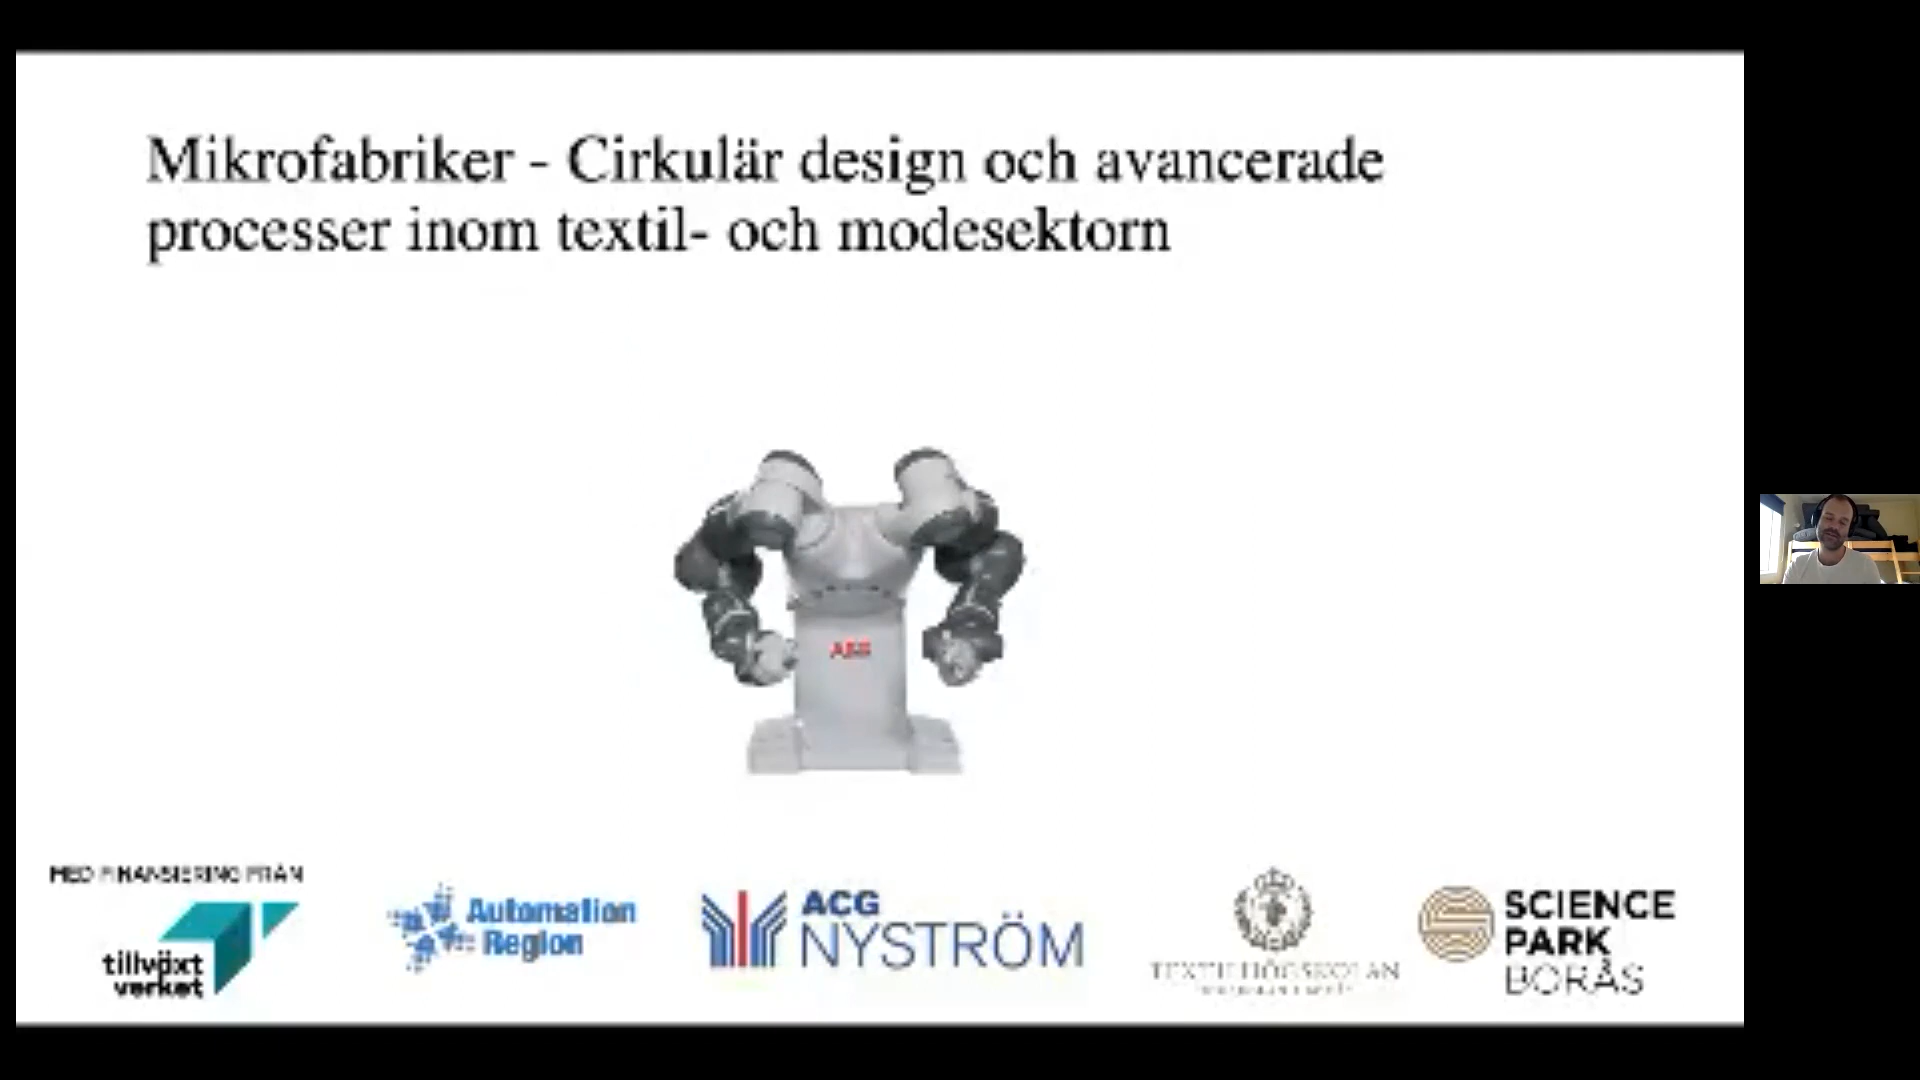 Mikrofabriker - Cirkulär design och avancerade
processer inom textil- och modesektorn
ABB
MED FINANSIERING FRÅN
tillväxt
verket
Automation
Region
ACG
NYSTRÖM
TEXTILHÖGSKOLAN
SCIENCE
PARK
BORÅS